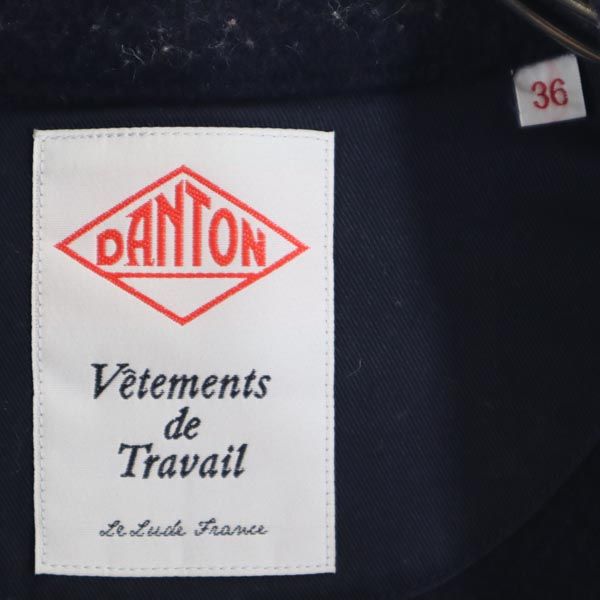 36
DANTON
Vêtements
de
Travail
Le Lude France